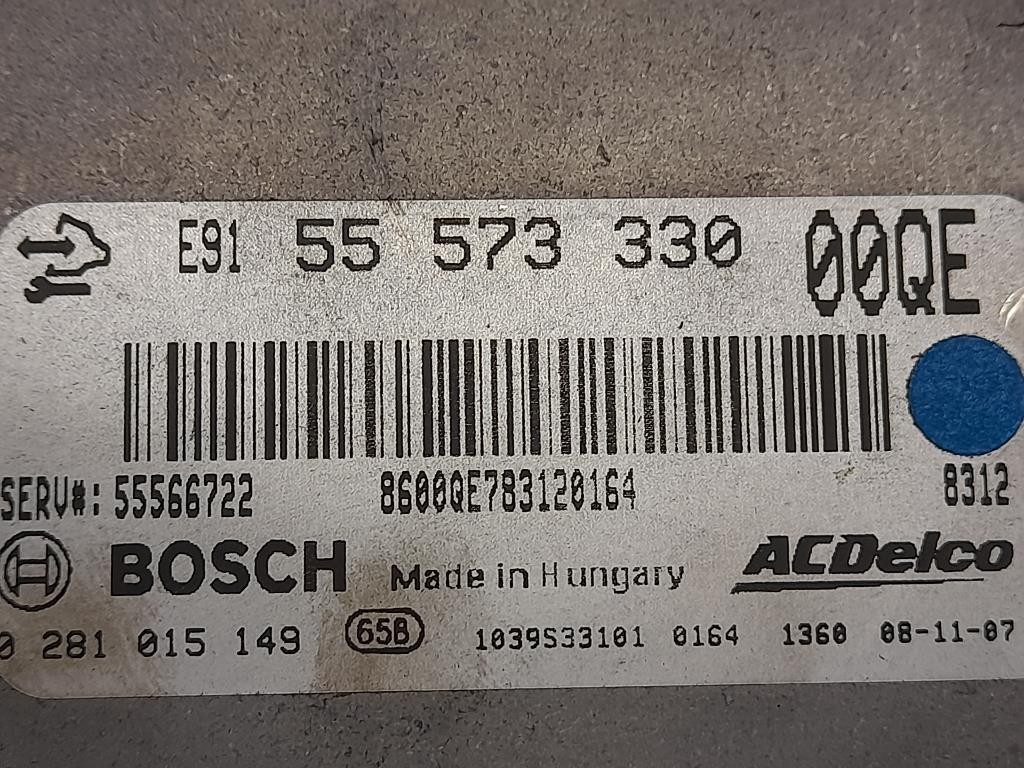 E91 55 573 330 00QE
SERV#: 55566722 8600QE783120164 8312
BOSCH Made in Hungary ACDelco
0 281 015 149 65B 1039S33101 0164 1360 08-11-07